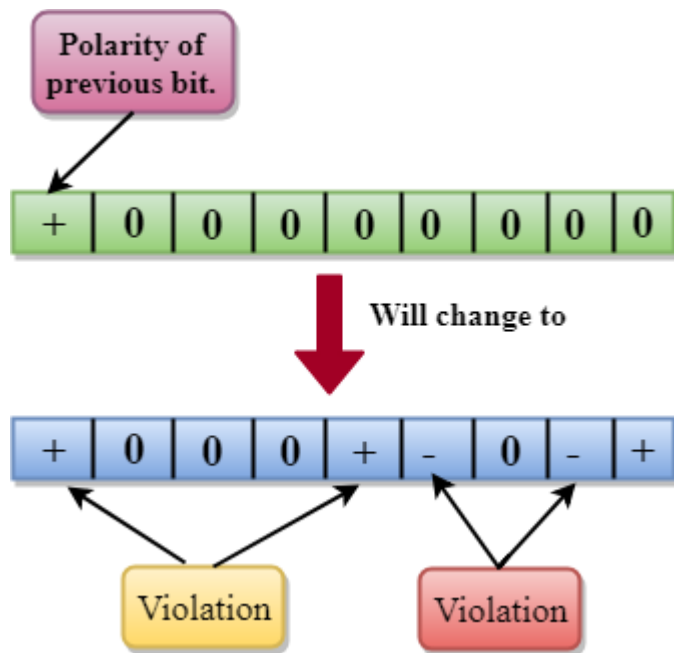 Polarity of
previous bit.
+ 0 0 0 0 0 0 0 0
Will change to
+ 0 0 0 + - 0 - +
Violation Violation